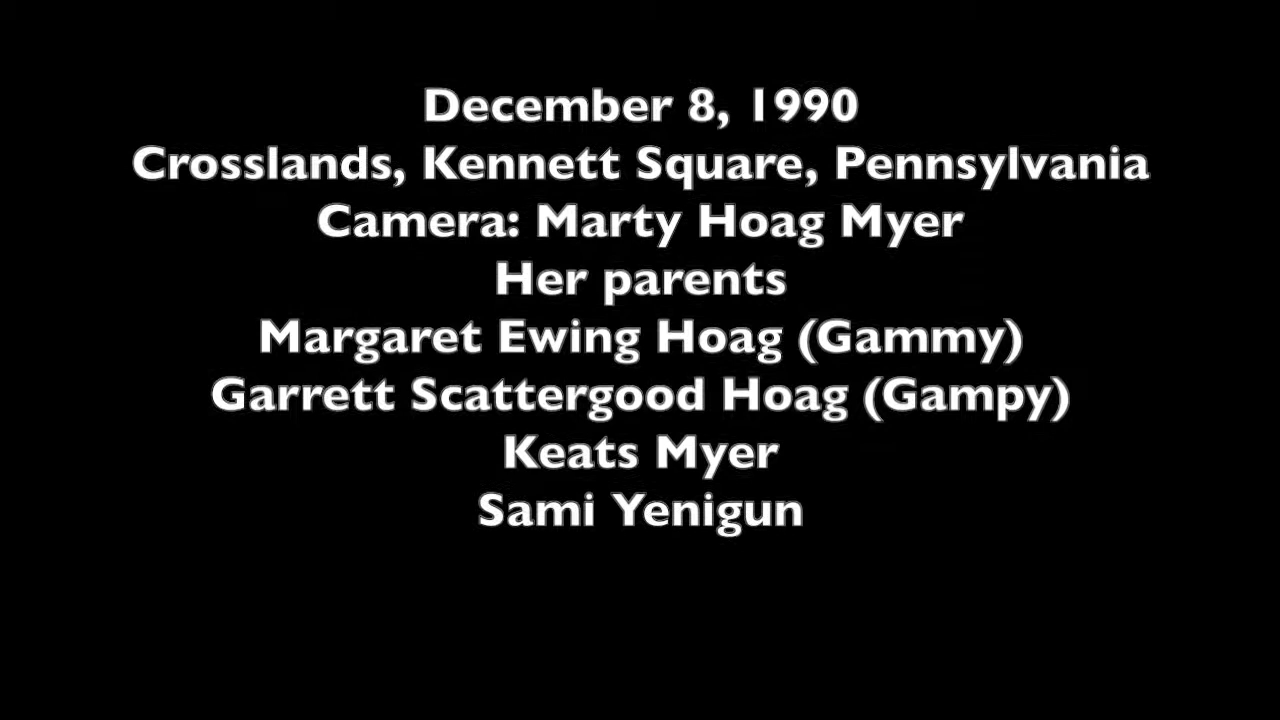 December 8, 1990
Crosslands, Kennett Square, Pennsylvania
Camera: Marty Hoag Myer
Her parents
Margaret Ewing Hoag (Gammy)
Garrett Scattergood Hoag (Gampy)
Keats Myer
Sami Yenigun